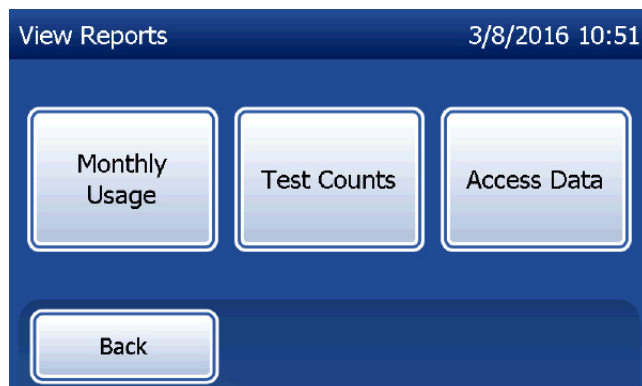 View Reports 3/8/2016 10:51
Monthly
Usage
Test Counts
Access Data
Back